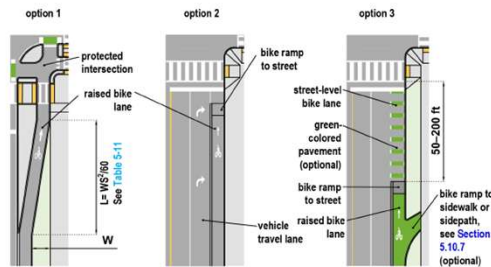 option 1
option 2
option 3
protected
intersection
raised bike
lane
L= WS²/60
See Table 5-11
W
bike ramp
to street
vehicle
travel lane
street-level
bike lane
green-
colored
pavement
(optional)
bike ramp
to street
raised bike
lane
50–200 ft
bike ramp to
sidewalk or
sidepath,
see Section
5.10.7
(optional)